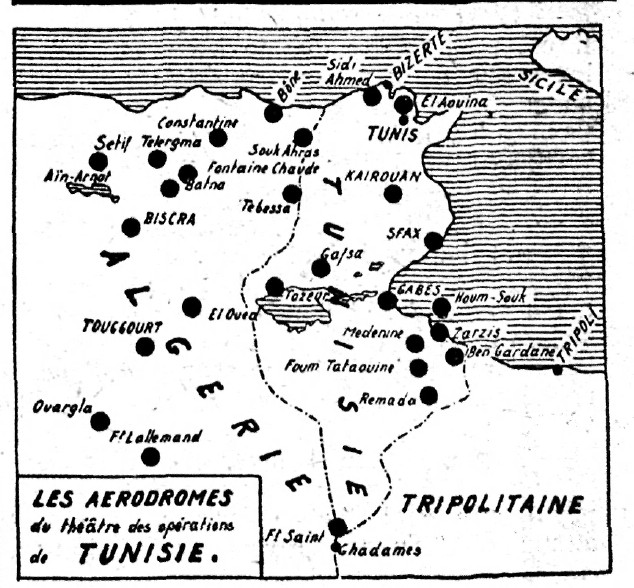 Sidi
Ahmed
BIZERTE
SICILE
Bône
El Aouina
TUNIS
Constantine
Souk Ahras
Setif
Telergma
Fontaine Chaude
KAIROUAN
Aïn-Arnat
Batna
Tebessa
BISCRA
SFAX
Gafsa
TUNISIE
ALGERIE
Tozeur
GABES
Houm-Souk
El Oued
TOUGGOURT
Medenine
Zarzis
Ben Gardane
TRIPOLI
Foum Tataouine
Remada
Ouargla
Ft Lallemand
TRIPOLITAINE
Ft Saint
Ghadames
LES AERODROMES
du théâtre des opérations
de TUNISIE.